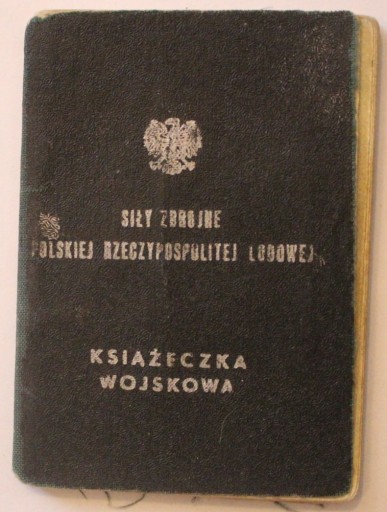 SIŁY ZBROJNE
POLSKIEJ RZECZYPOSPOLITEJ LUDOWEJ
KSIĄŻECZKA
WOJSKOWA